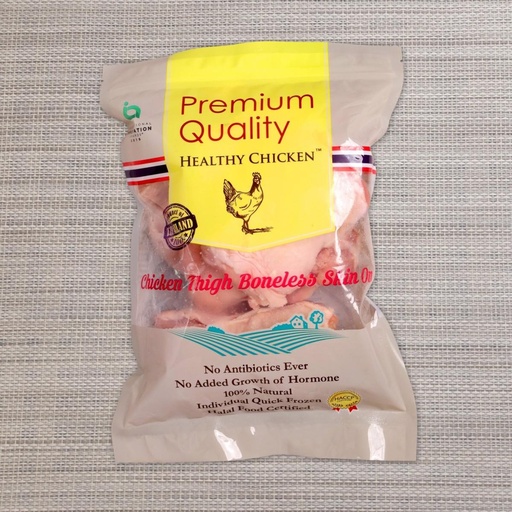 Premium
Quality
HEALTHY CHICKEN™
Chicken Thigh Boneless Skin On
No Antibiotics Ever
No Added Growth of Hormone
100% Natural
Individual Quick Frozen
Halal Food Certified
HACCP